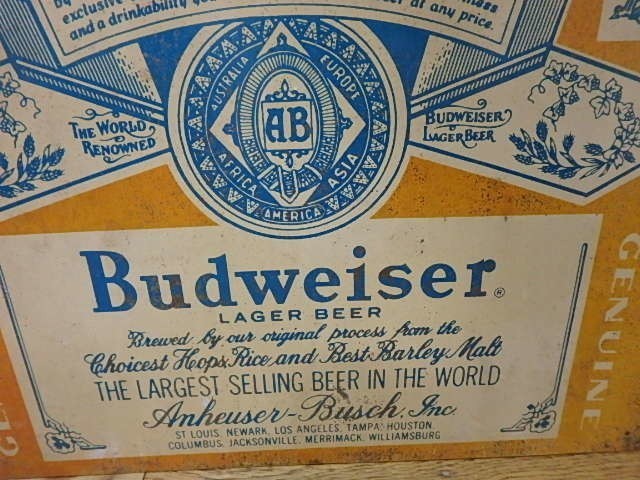 exclusive
and a drinkability you
at any price.
THE WORLD
RENOWNED
AUSTRALIA
EUROPE
AFRICA
ASIA
AMERICA
AB
BUDWEISER
LAGER BEER
GENUINE
Budweiser®
LAGER BEER
Brewed by our original process from the
Choicest Hops, Rice and Best Barley Malt
THE LARGEST SELLING BEER IN THE WORLD
Anheuser-Busch, Inc.
ST LOUIS, NEWARK, LOS ANGELES, TAMPA, HOUSTON,
COLUMBUS, JACKSONVILLE, MERRIMACK, WILLIAMSBURG